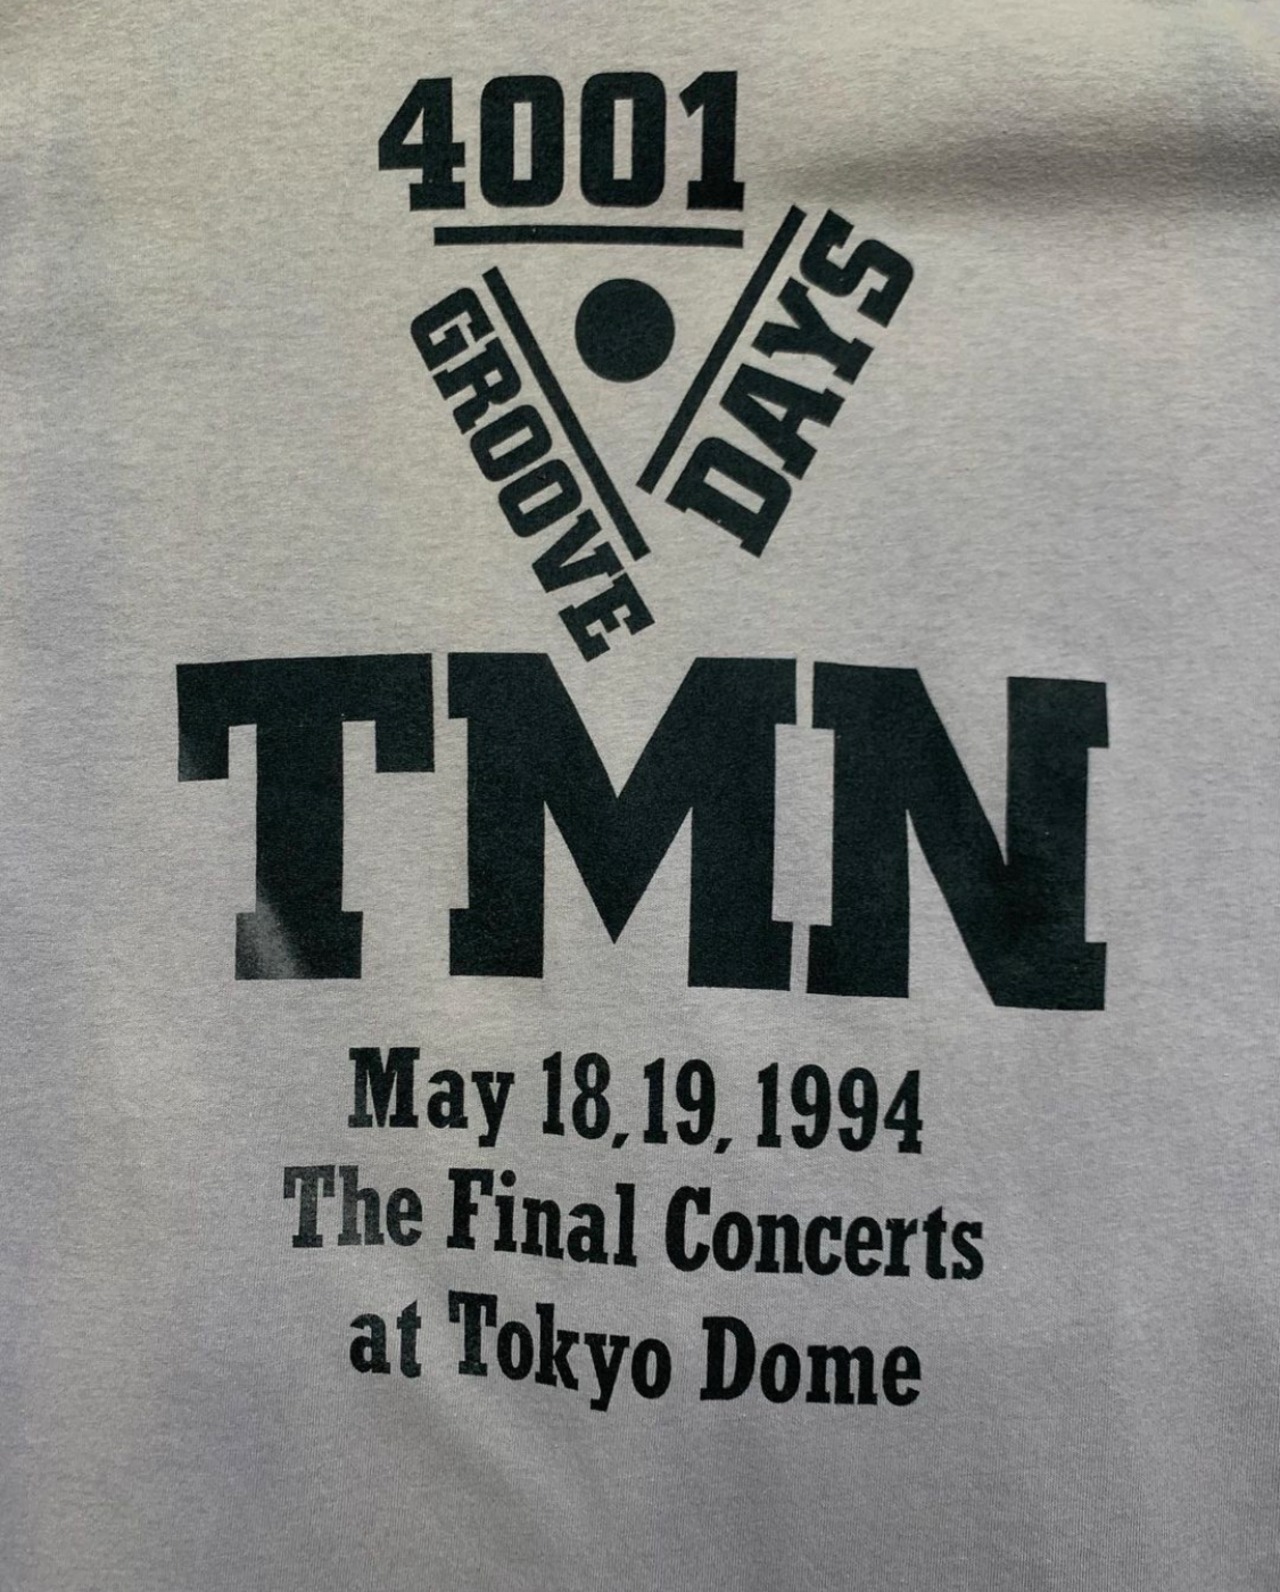 4001
DAYS
GROOVE
TMN
May 18,19, 1994
The Final Concerts
at Tokyo Dome